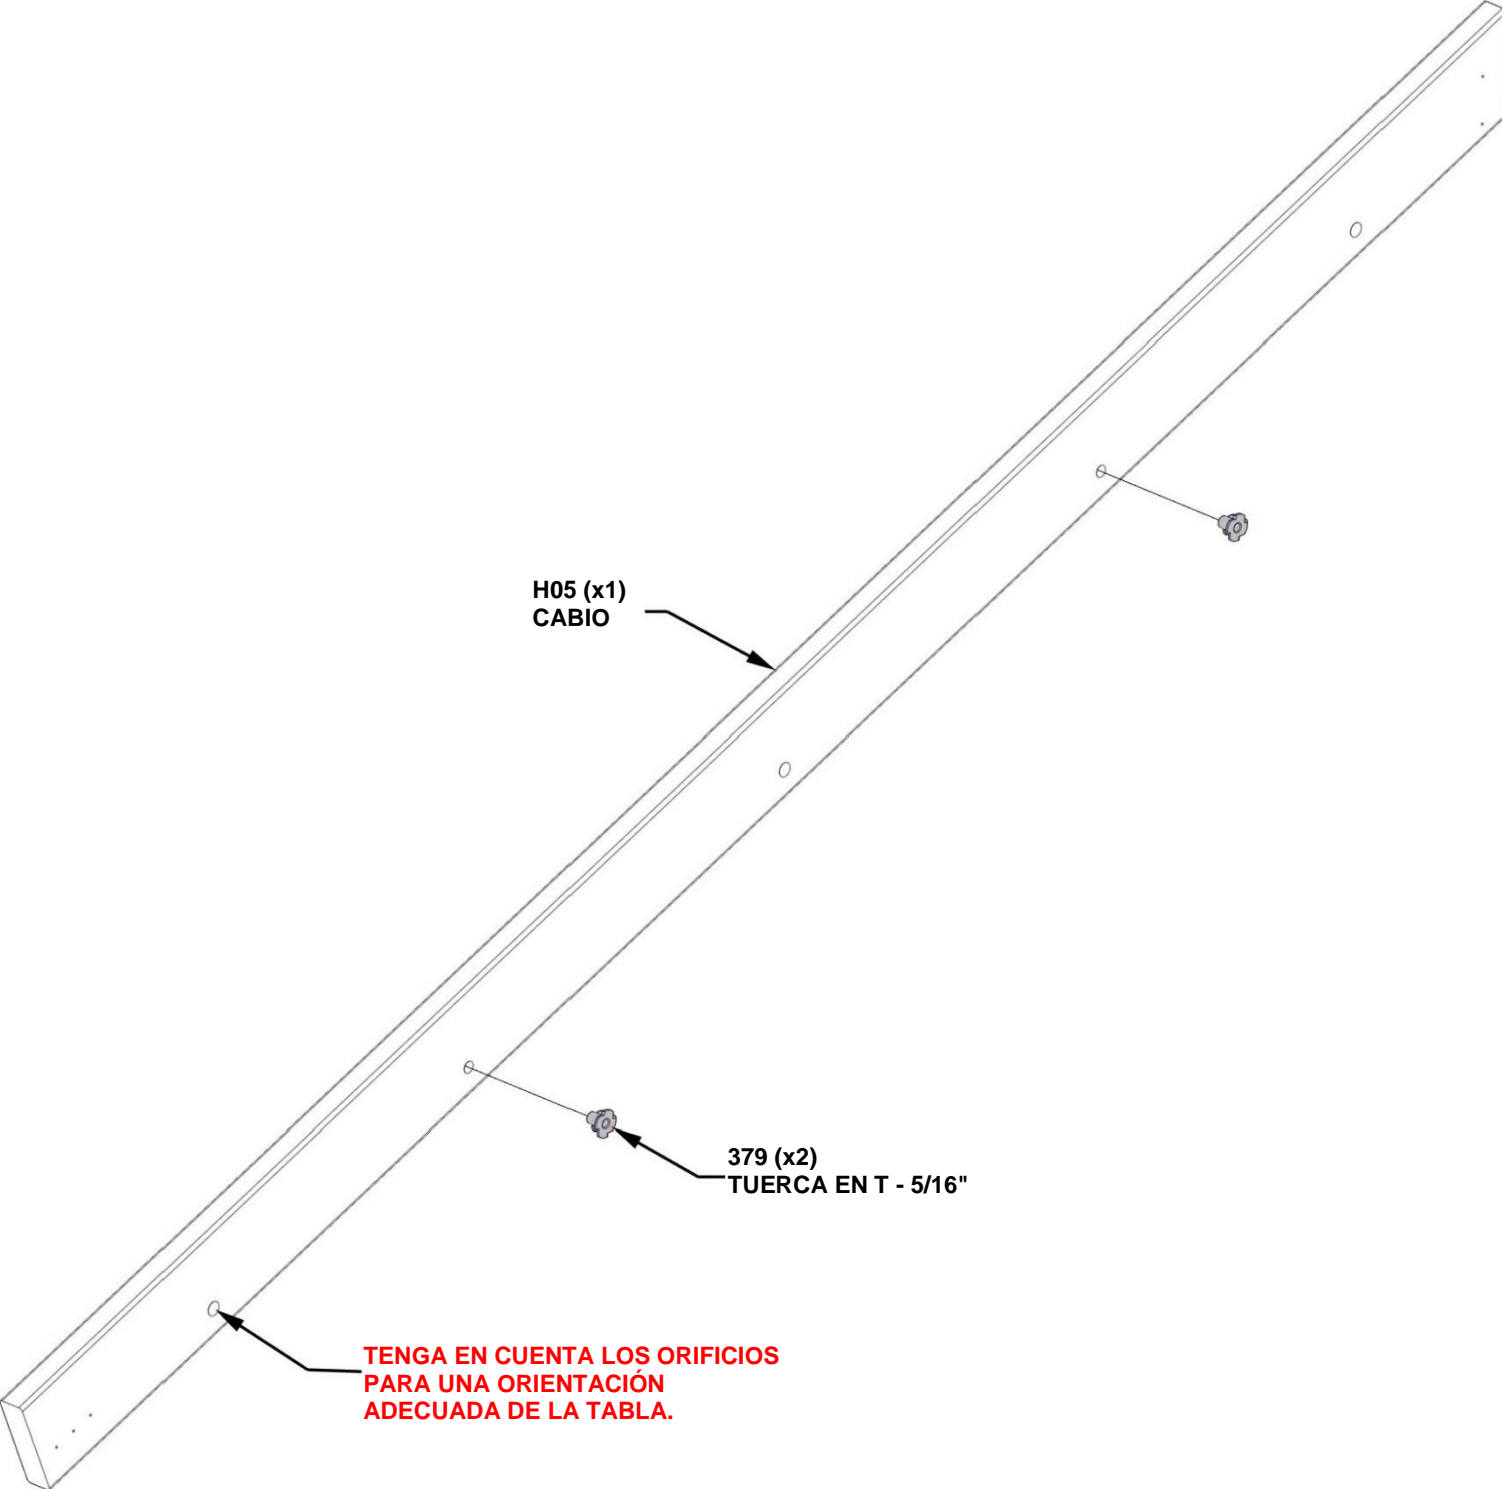 H05 (x1)
CABIO
379 (x2)
TUERCA EN T - 5/16"
TENGA EN CUENTA LOS ORIFICIOS
PARA UNA ORIENTACIÓN
ADECUADA DE LA TABLA.